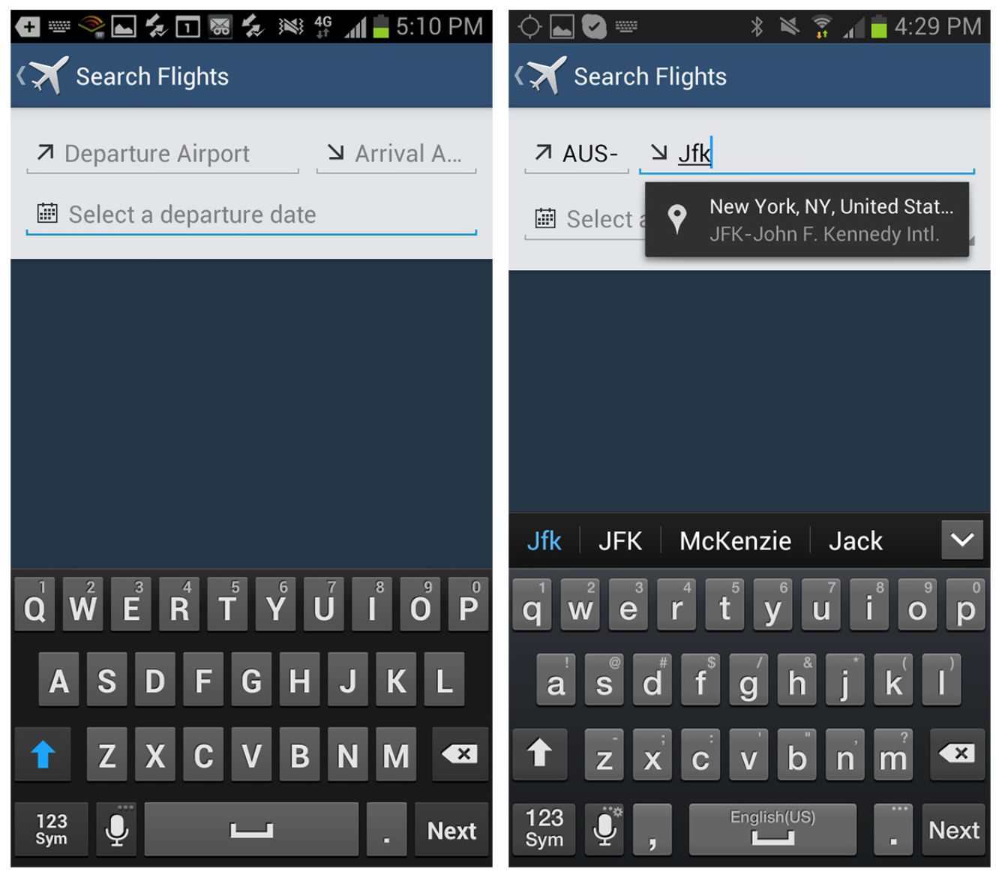 1 4G 5:10 PM
Search Flights
Departure Airport Arrival A...
Select a departure date
1 2 3 4 5 6 7 8 9 0
Q W E R T Y U I O P
A S D F G H J K L
Z X C V B N M
123
Sym . Next
4:29 PM
Search Flights
AUS- Jfk
Select a
New York, NY, United Stat...
JFK-John F. Kennedy Intl.
Jfk JFK McKenzie Jack
1 2 3 4 5 6 7 8 9 0
q w e r t y u i o p
! @ # $ / & * ( )
a s d f g h j k l
- ; : ' " , ?
z x c v b n m
123
Sym , English(US) . Next